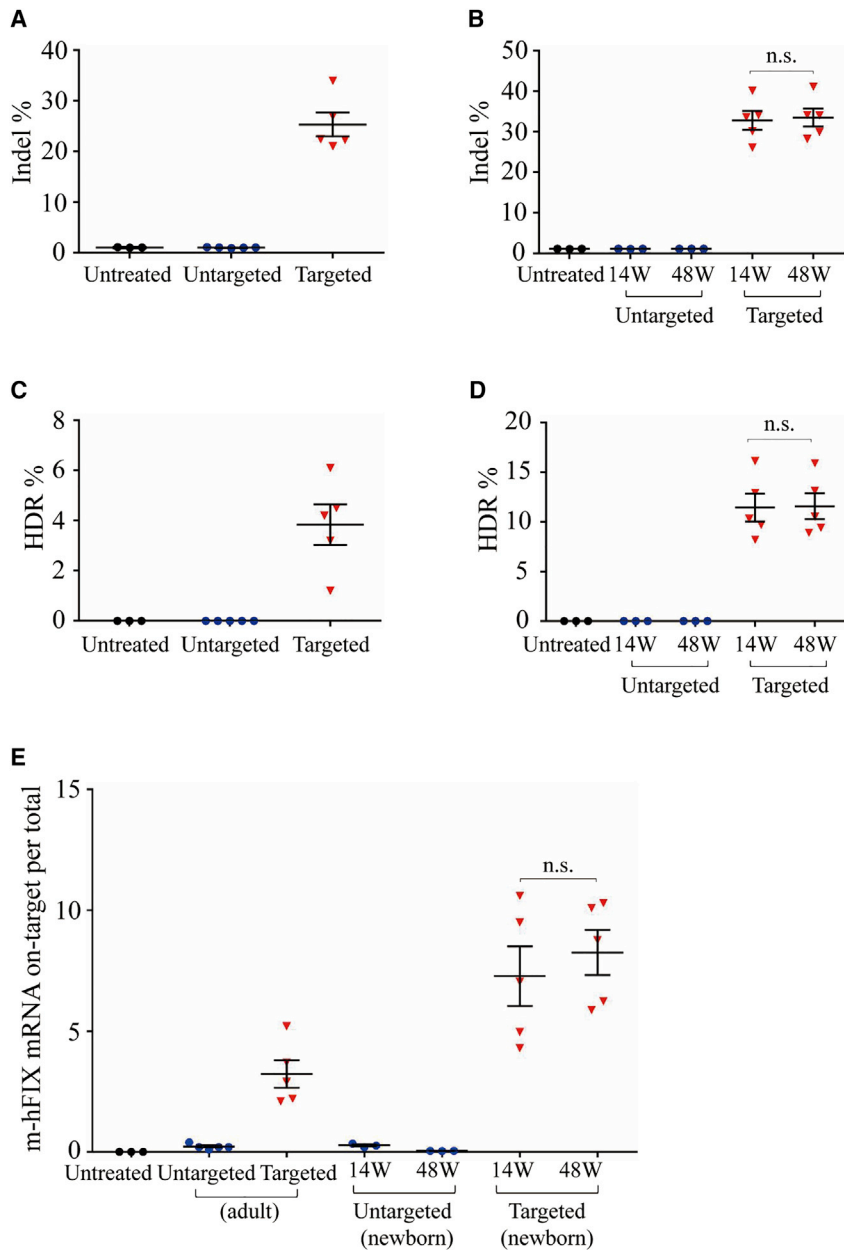 A
Indel %
40
30
20
10
0
Untreated Untargeted Targeted
B
Indel %
50
40
30
20
10
0
n.s.
Untreated 14W 48W 14W 48W
Untargeted Targeted
C
HDR %
8
6
4
2
0
Untreated Untargeted Targeted
D
HDR %
20
15
10
5
0
n.s.
Untreated 14W 48W 14W 48W
Untargeted Targeted
E
m-hFIX mRNA on-target per total
15
10
5
0
n.s.
Untreated Untargeted Targeted 14W 48W 14W 48W
(adult) Untargeted Targeted
(newborn) (newborn)